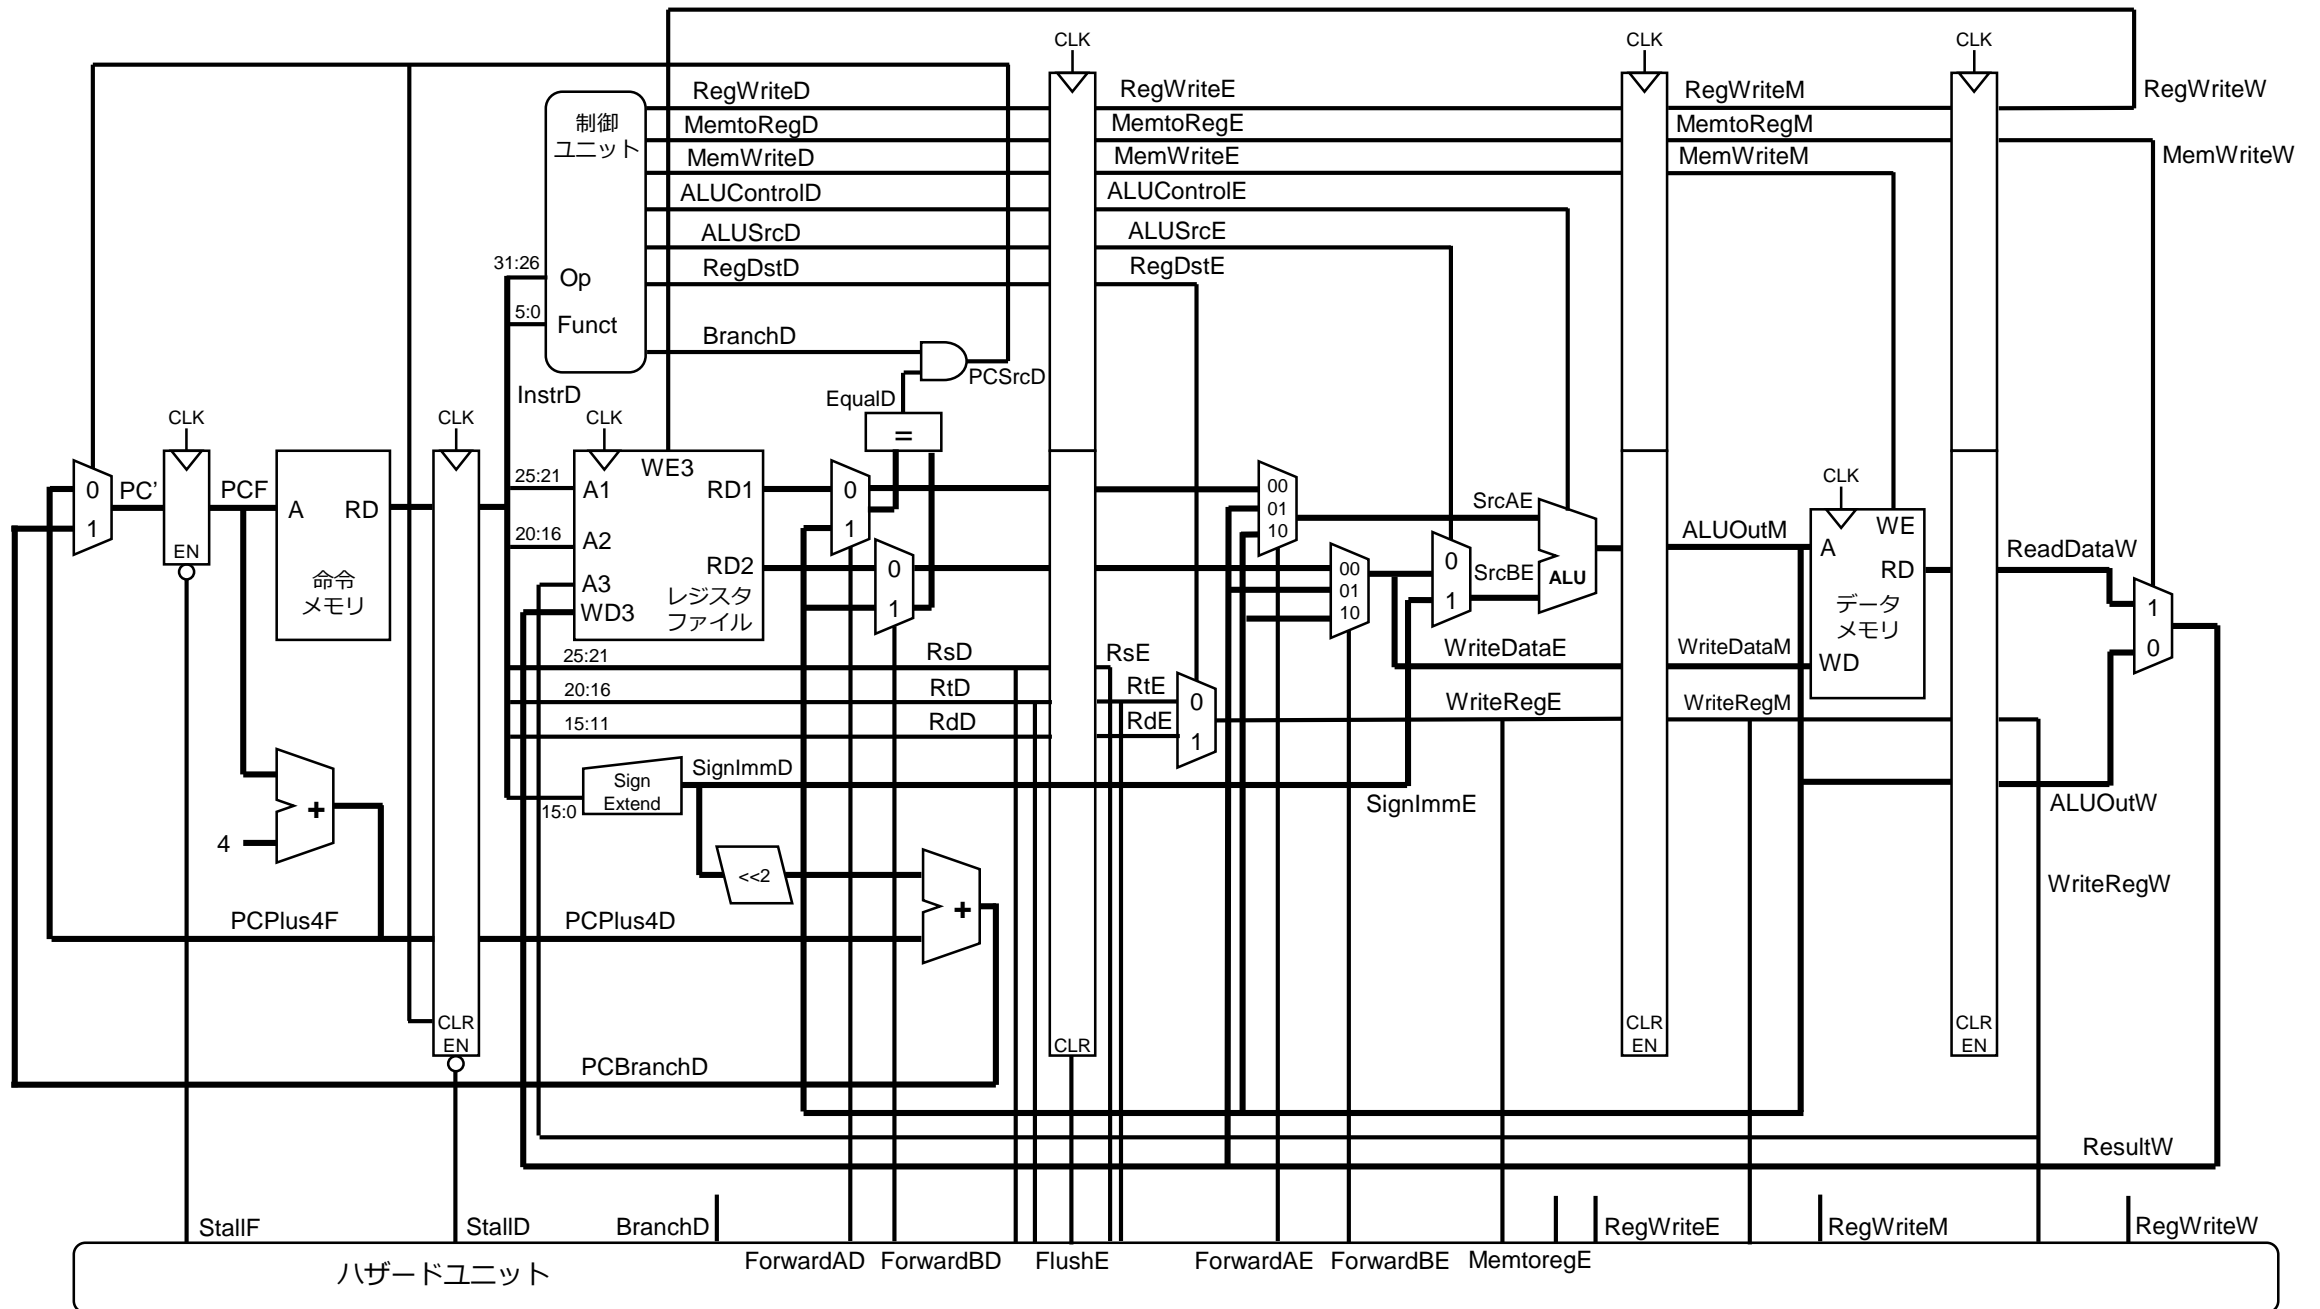 CLK
CLK
CLK
RegWriteD
RegWriteE
RegWriteM
RegWriteW
制御
ユニット
MemtoRegD
MemtoRegE
MemtoRegM
MemWriteD
MemWriteE
MemWriteM
MemWriteW
ALUControlD
ALUControlE
ALUSrcD
ALUSrcE
31:26
Op
RegDstD
RegDstE
5:0
Funct
BranchD
PCSrcD
InstrD
EqualD
CLK
CLK
CLK
=
0
1
PC’
EN
PCF
A
RD
命令
メモリ
25:21
A1
WE3
RD1
20:16
A2
RD2
A3
WD3
レジスタ
ファイル
0
1
0
1
00
01
10
00
01
10
SrcAE
0
1
SrcBE
ALU
ALUOutM
CLK
A
WE
RD
データ
メモリ
WD
ReadDataW
1
0
25:21
RsD
RsE
WriteDataE
WriteDataM
20:16
RtD
RtE
0
1
WriteRegE
WriteRegM
15:11
RdD
RdE
Sign
Extend
SignImmD
15:0
SignImmE
ALUOutW
+
4
<<2
+
WriteRegW
PCPlus4F
PCPlus4D
CLR
EN
CLR
CLR
EN
CLR
EN
PCBranchD
ResultW
StallF
StallD
BranchD
RegWriteE
RegWriteM
RegWriteW
ForwardAD
ForwardBD
FlushE
ForwardAE
ForwardBE
MemtoregE
ハザードユニット